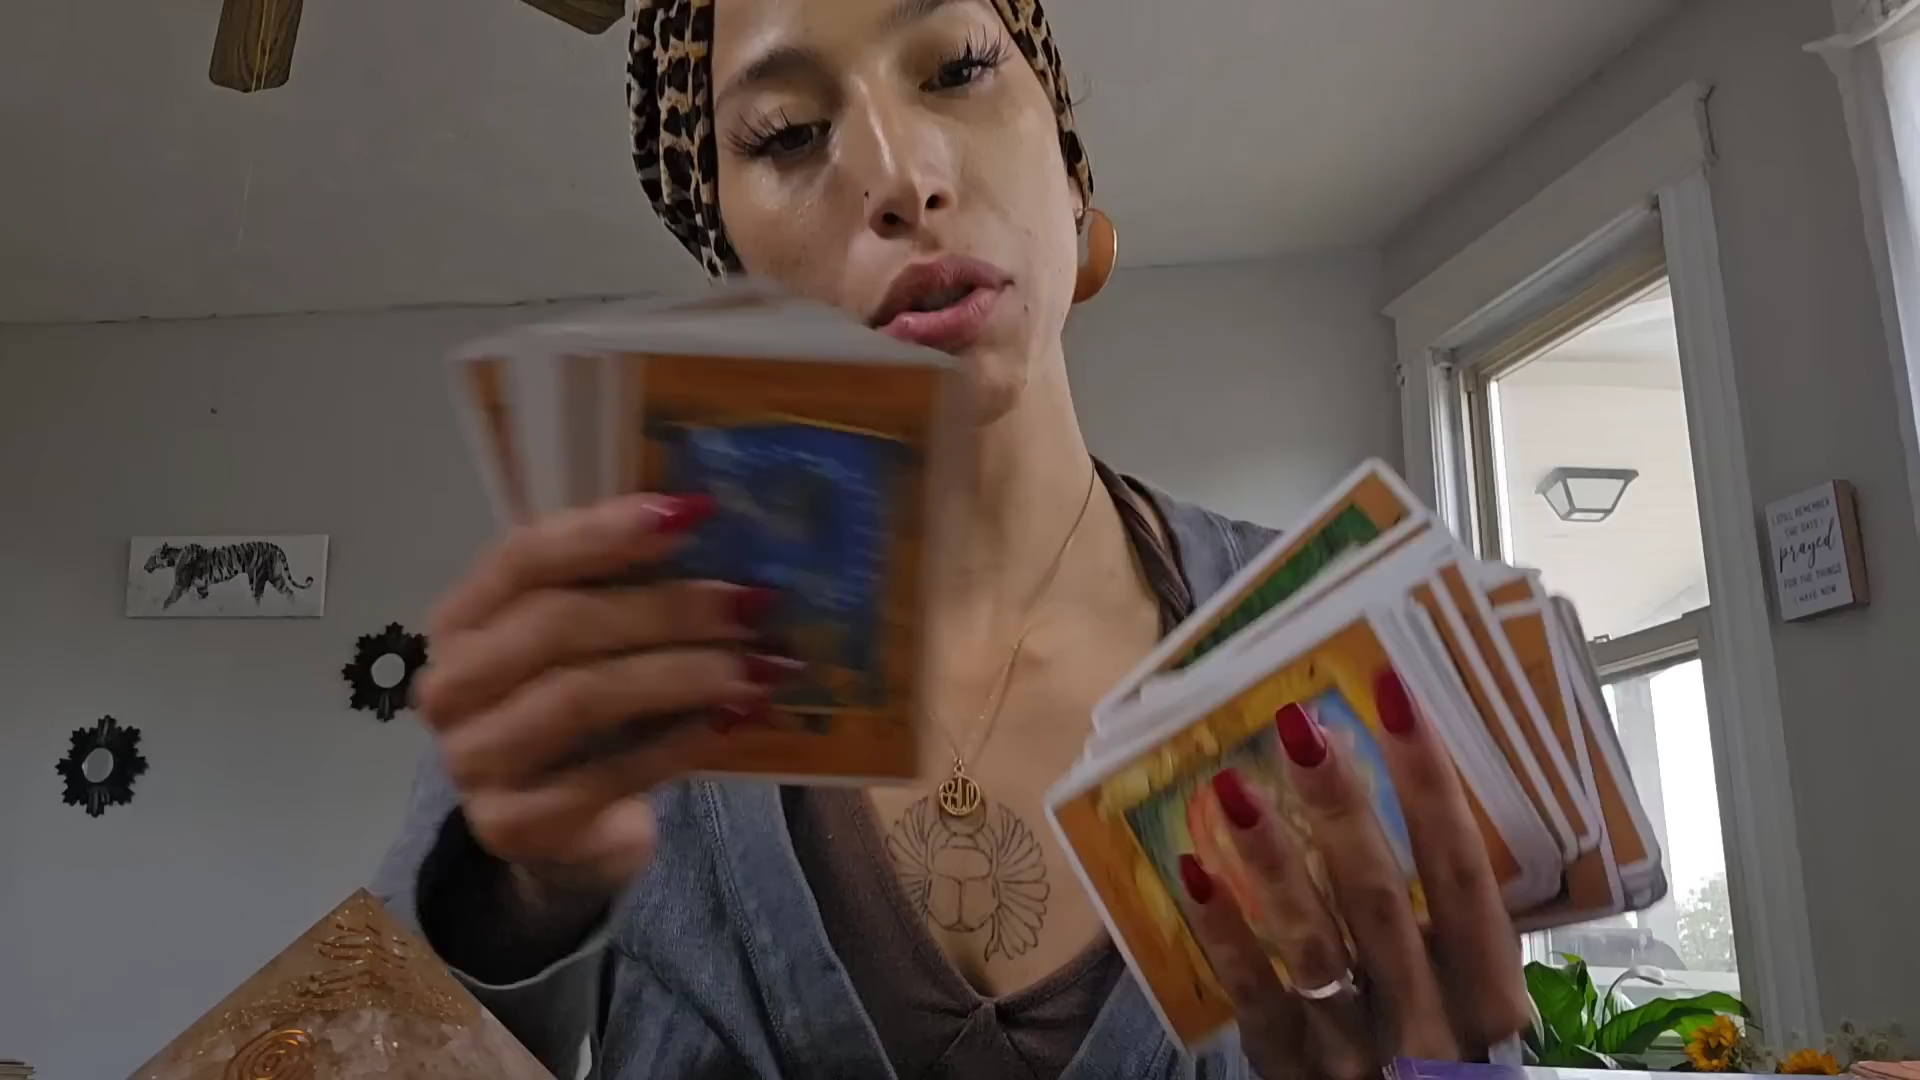 I STILL REMEMBER
THE DAYS I
prayed
FOR THE THINGS
I HAVE NOW